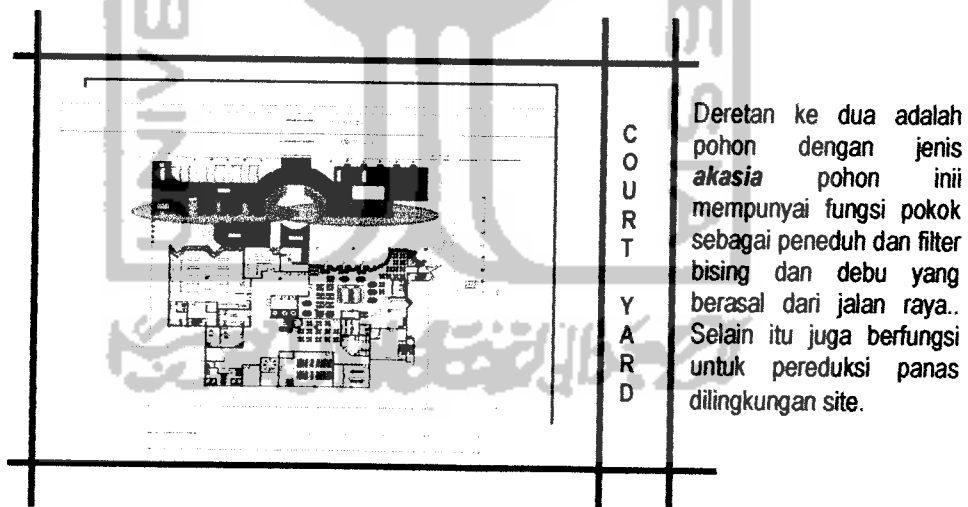 C
O
U
R
T
Y
A
R
D
Deretan ke dua adalah
pohon dengan jenis
akasia pohon inii
mempunyai fungsi pokok
sebagai peneduh dan filter
bising dan debu yang
berasal dari jalan raya..
Selain itu juga berfungsi
untuk pereduksi panas
dilingkungan site.